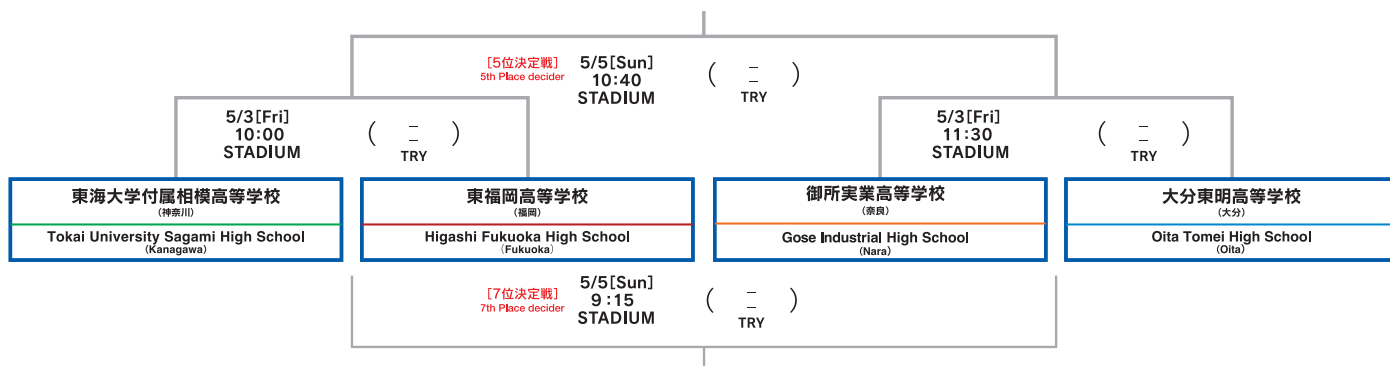 [5位決定戦]
5th Place decider
5/5[Sun]
10:40
STADIUM
( – – )
TRY
5/3[Fri]
10:00
STADIUM
( – – )
TRY
5/3[Fri]
11:30
STADIUM
( – – )
TRY
東海大学付属相模高等学校
(神奈川)
Tokai University Sagami High School
(Kanagawa)
東福岡高等学校
(福岡)
Higashi Fukuoka High School
(Fukuoka)
御所実業高等学校
(奈良)
Gose Industrial High School
(Nara)
大分東明高等学校
(大分)
Oita Tomei High School
(Oita)
[7位決定戦]
7th Place decider
5/5[Sun]
9:15
STADIUM
( – – )
TRY